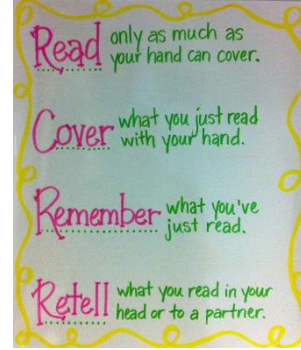 Read only as much as
your hand can cover.
Cover what you just read
with your hand.
Remember what you've
just read.
Retell what you read in your
head or to a partner.